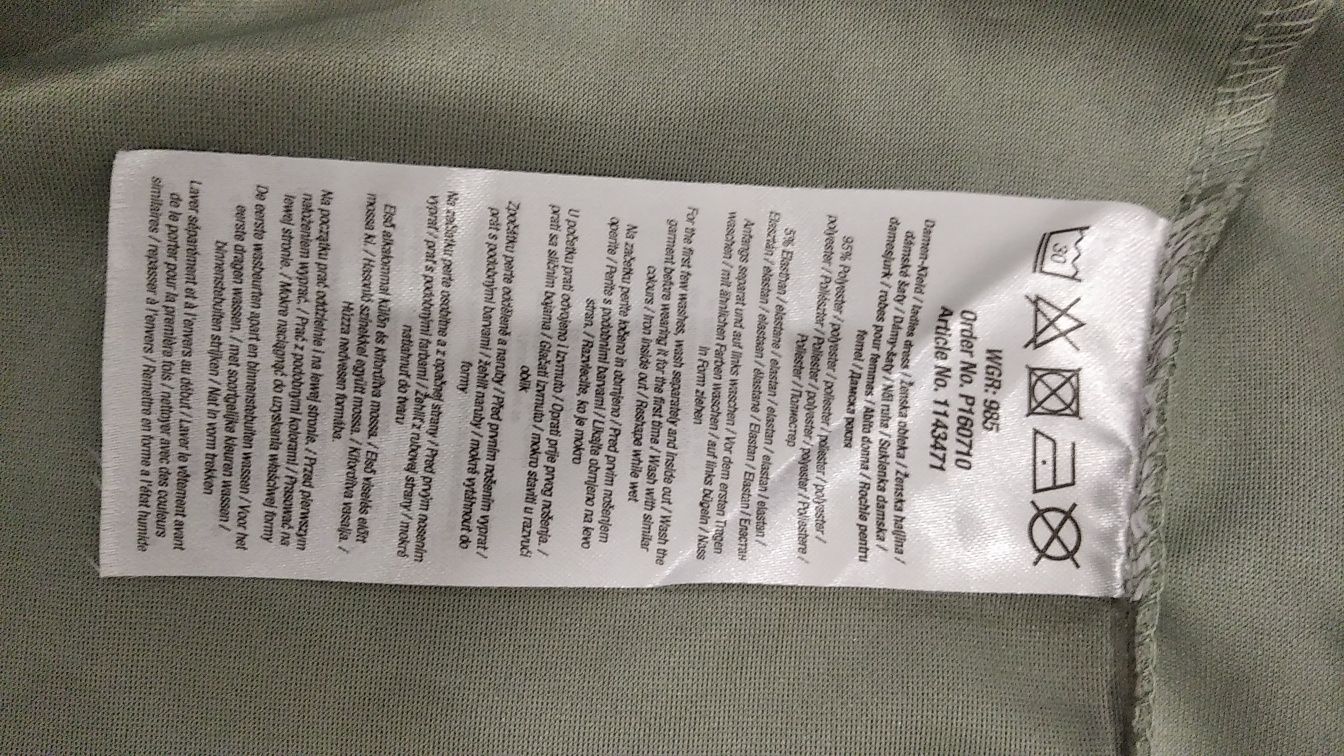 30
WGR: 985
Order No. P160710
Article No. 1143471
Damen-Kleid / ladies dress / ženska obleka / ženska haljina /
dámské šaty / Dámy-šaty / Női ruha / Sukienka damska /
damesjurk / robes pour femmes / Abito donna / Rochie pentru
femei / Дамска рокля
95% Polyester / polyester / poliester / poliester / polyester /
polyester / Poliészter / Poliester / polyester / polyester / Poliestere /
Poliester / Полиестер
5% Elasthan / elastane / elastan / elastan / elastan /
Elasztán / elastan / elastaan / élastane / Elastan / Elastan / Еластан
Anfangs separat und auf links waschen / Vor dem ersten Tragen
waschen / mit ähnlichen Farben waschen / auf links bügeln / Nass
in Form ziehen
For the first few washes, wash separately and inside out / Wash the
garment before wearing it for the first time / Wash with similar
colours / Iron inside out / Reshape while wet
Na začetku perite ločeno in obrnjeno / Pred prvim nošenjem
operite / Perite s podobnimi barvami / Likajte obrnjeno na levo
stran. / Raztvlecite, ko je mokro
U početku prati odvojeno i izvrnuto / Oprati prije prvog nošenja. /
prati sa sličnim bojama / Glačati izvrnuto / mokro staviti u razvući
oblik
Zpočátku perte odděleně a naruby / Před prvním nošením vyprat /
prát s podobnými barvami / žehlit naruby / mokré vytáhnout do
formy
Na začiatku perte osobitne a z opačnej strany / Pred prvým nosením
vyprať / prať s podobnými farbami / Žehliť z rubovej strany / mokré
natiahnuť do tvaru
Első alkalommal külön és kifordítva mossa. / Első viselés előtt
mossa ki. / Hasonló színekkel együtt mossa. / Kifordítva vasalja. /
Húzza nedvesen formába.
Na początku prać oddzielnie i na lewej stronie. / Przed pierwszym
nałożeniem wyprać. / Prać z podobnymi kolorami / Prasować na
lewej stronie. / Mokre naciągnąć do uzyskania właściwej formy
De eerste wasbeurten apart en binnenstebuiten wassen / Voor het
eerste dragen wassen. / met soortgelijke kleuren wassen /
binnenstebuiten strijken / Nat in vorm trekken
Laver séparément et à l'envers au début / Laver le vêtement avant
de le porter pour la première fois / nettoyer avec des couleurs
similaires / repasser à l'envers / Remettre en forme à l'état humide